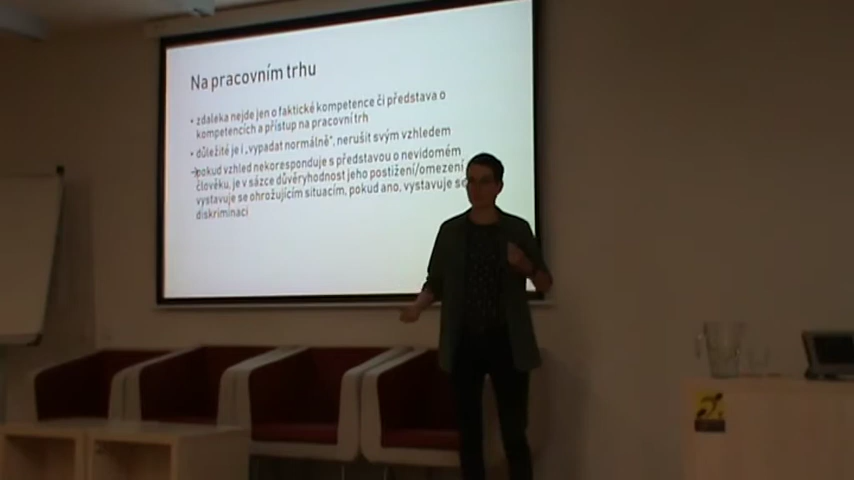 Na pracovním trhu
• zdaleka nejde jen o faktické kompetence či představa o
kompetencích a přístup na pracovní trh
• důležité je i „vypadat normálně“, nerušit svým vzhledem
→pokud vzhled nekoresponduje s představou o nevidomém
člověku, je v sázce důvěryhodnost jeho postižení/omezení
vystavuje se ohrožujícím situacím, pokud ano, vystavuje se
diskriminaci